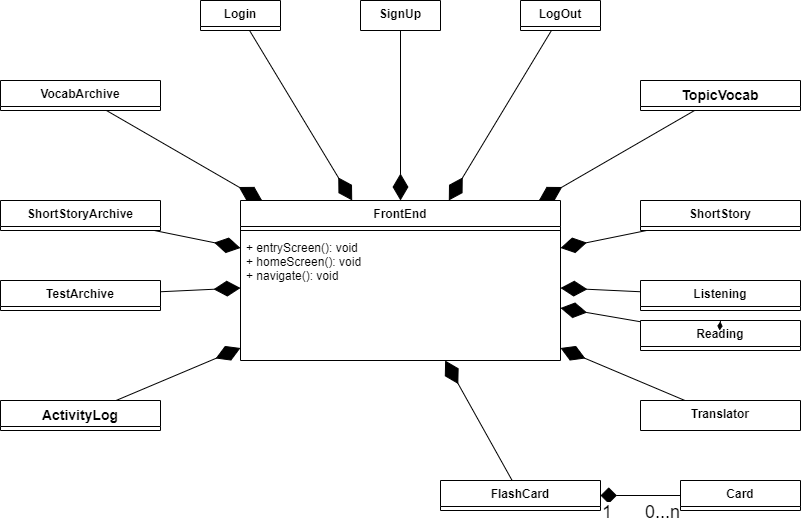 Login
SignUp
LogOut
VocabArchive
TopicVocab
ShortStoryArchive
FrontEnd
ShortStory
+ entryScreen(): void
+ homeScreen(): void
+ navigate(): void
TestArchive
Listening
Reading
ActivityLog
Translator
FlashCard
Card
1
0...n